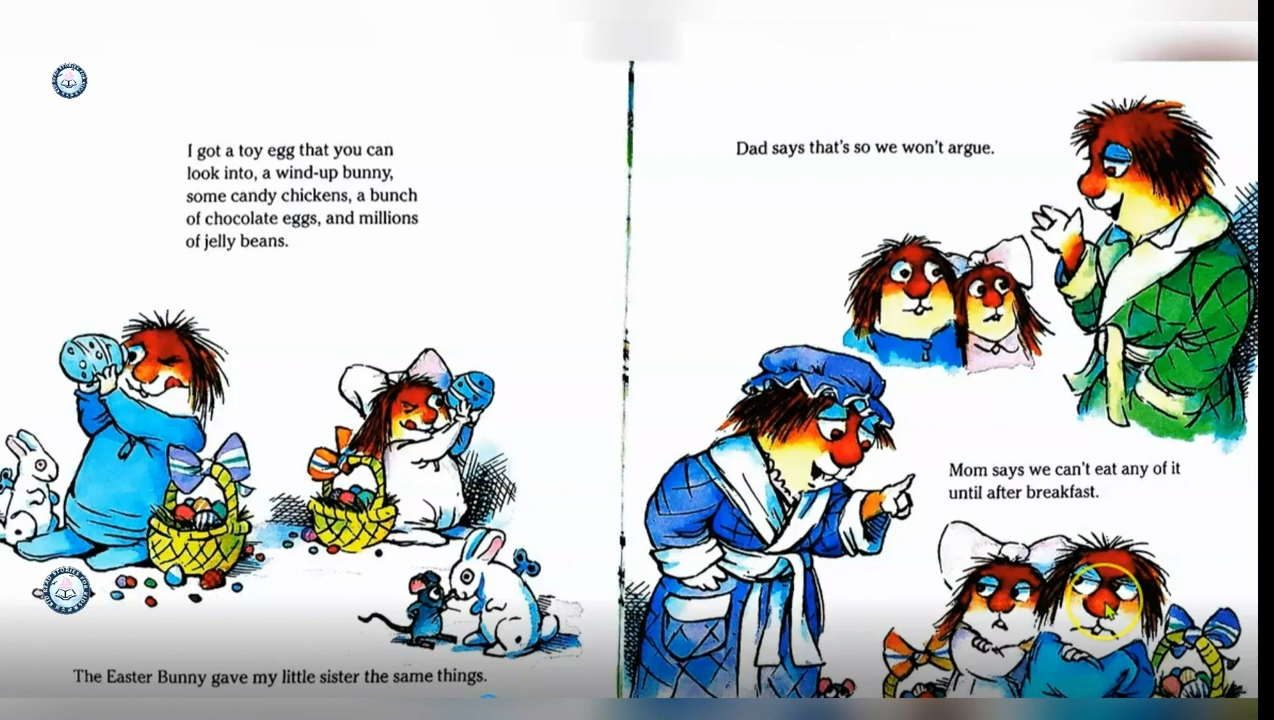 I got a toy egg that you can
look into, a wind-up bunny,
some candy chickens, a bunch
of chocolate eggs, and millions
of jelly beans.
The Easter Bunny gave my little sister the same things.
Dad says that's so we won't argue.
Mom says we can't eat any of it
until after breakfast.